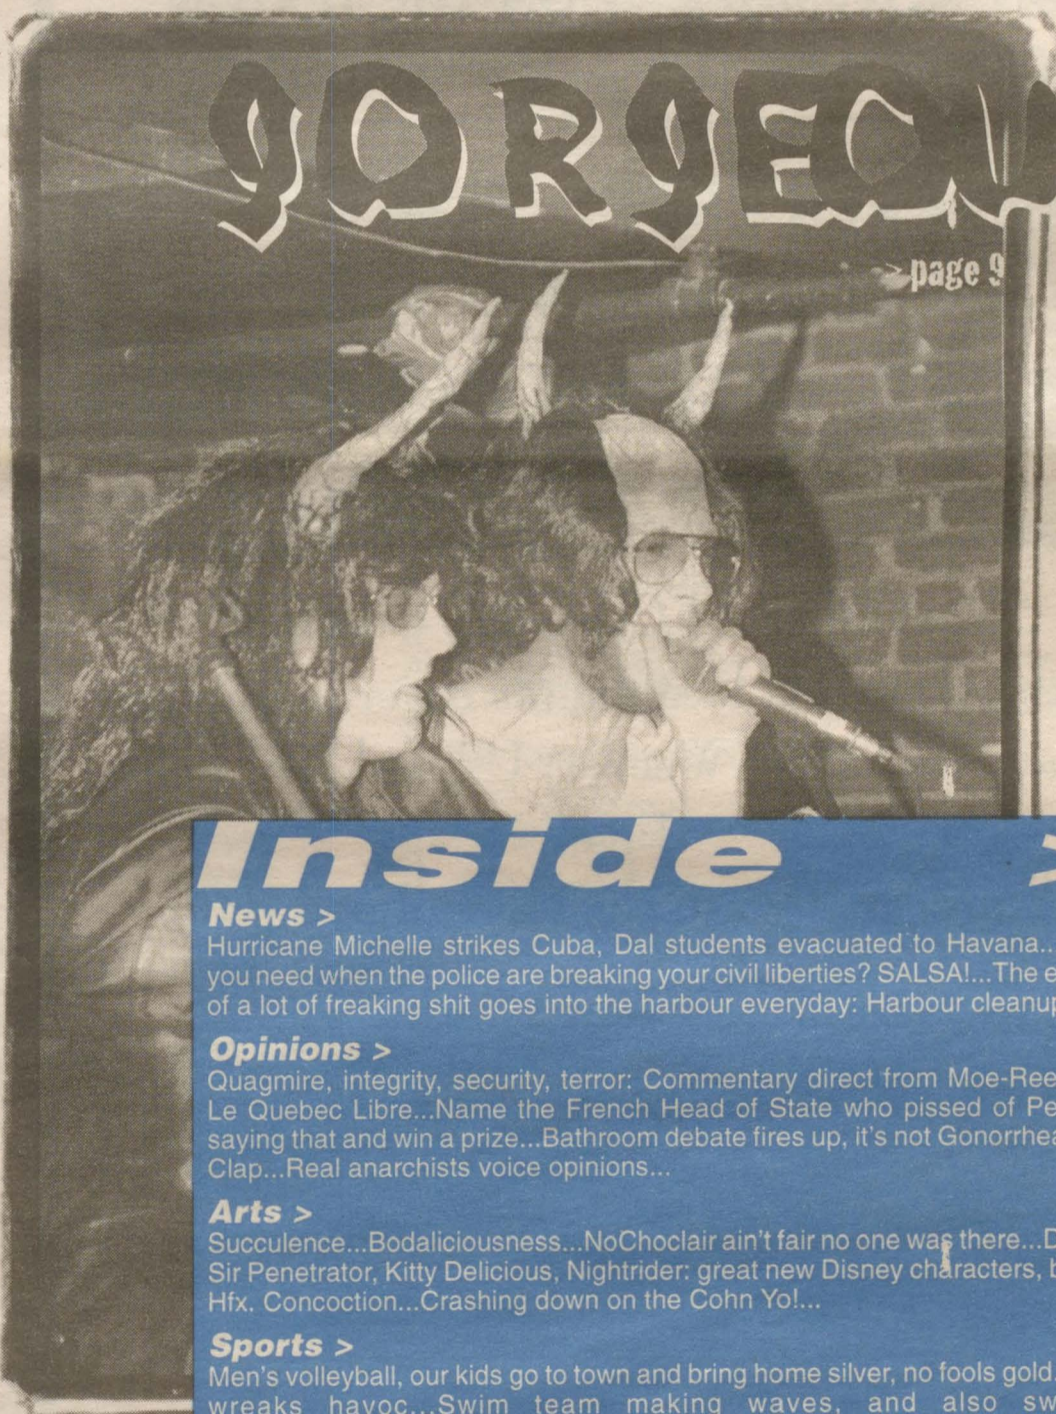 JORJEOU
> page 9
Inside >
News >
Hurricane Michelle strikes Cuba, Dal students evacuated to Havana...
you need when the police are breaking your civil liberties? SALSA!...The e
of a lot of freaking shit goes into the harbour everyday: Harbour cleanup
Opinions >
Quagmire, integrity, security, terror: Commentary direct from Moe-Ree
Le Quebec Libre...Name the French Head of State who pissed of Pe
saying that and win a prize...Bathroom debate fires up, it's not Gonorrhea
Clap...Real anarchists voice opinions...
Arts >
Succulence...Bodaliciousness...NoChoclair ain't fair no one was there...D
Sir Penetrator, Kitty Delicious, Nightrider: great new Disney characters, b
Hfx. Concoction...Crashing down on the Cohn Yo!...
Sports >
Men's volleyball, our kids go to town and bring home silver, no fools gold.
wreaks havoc...Swim team making waves, and also sw